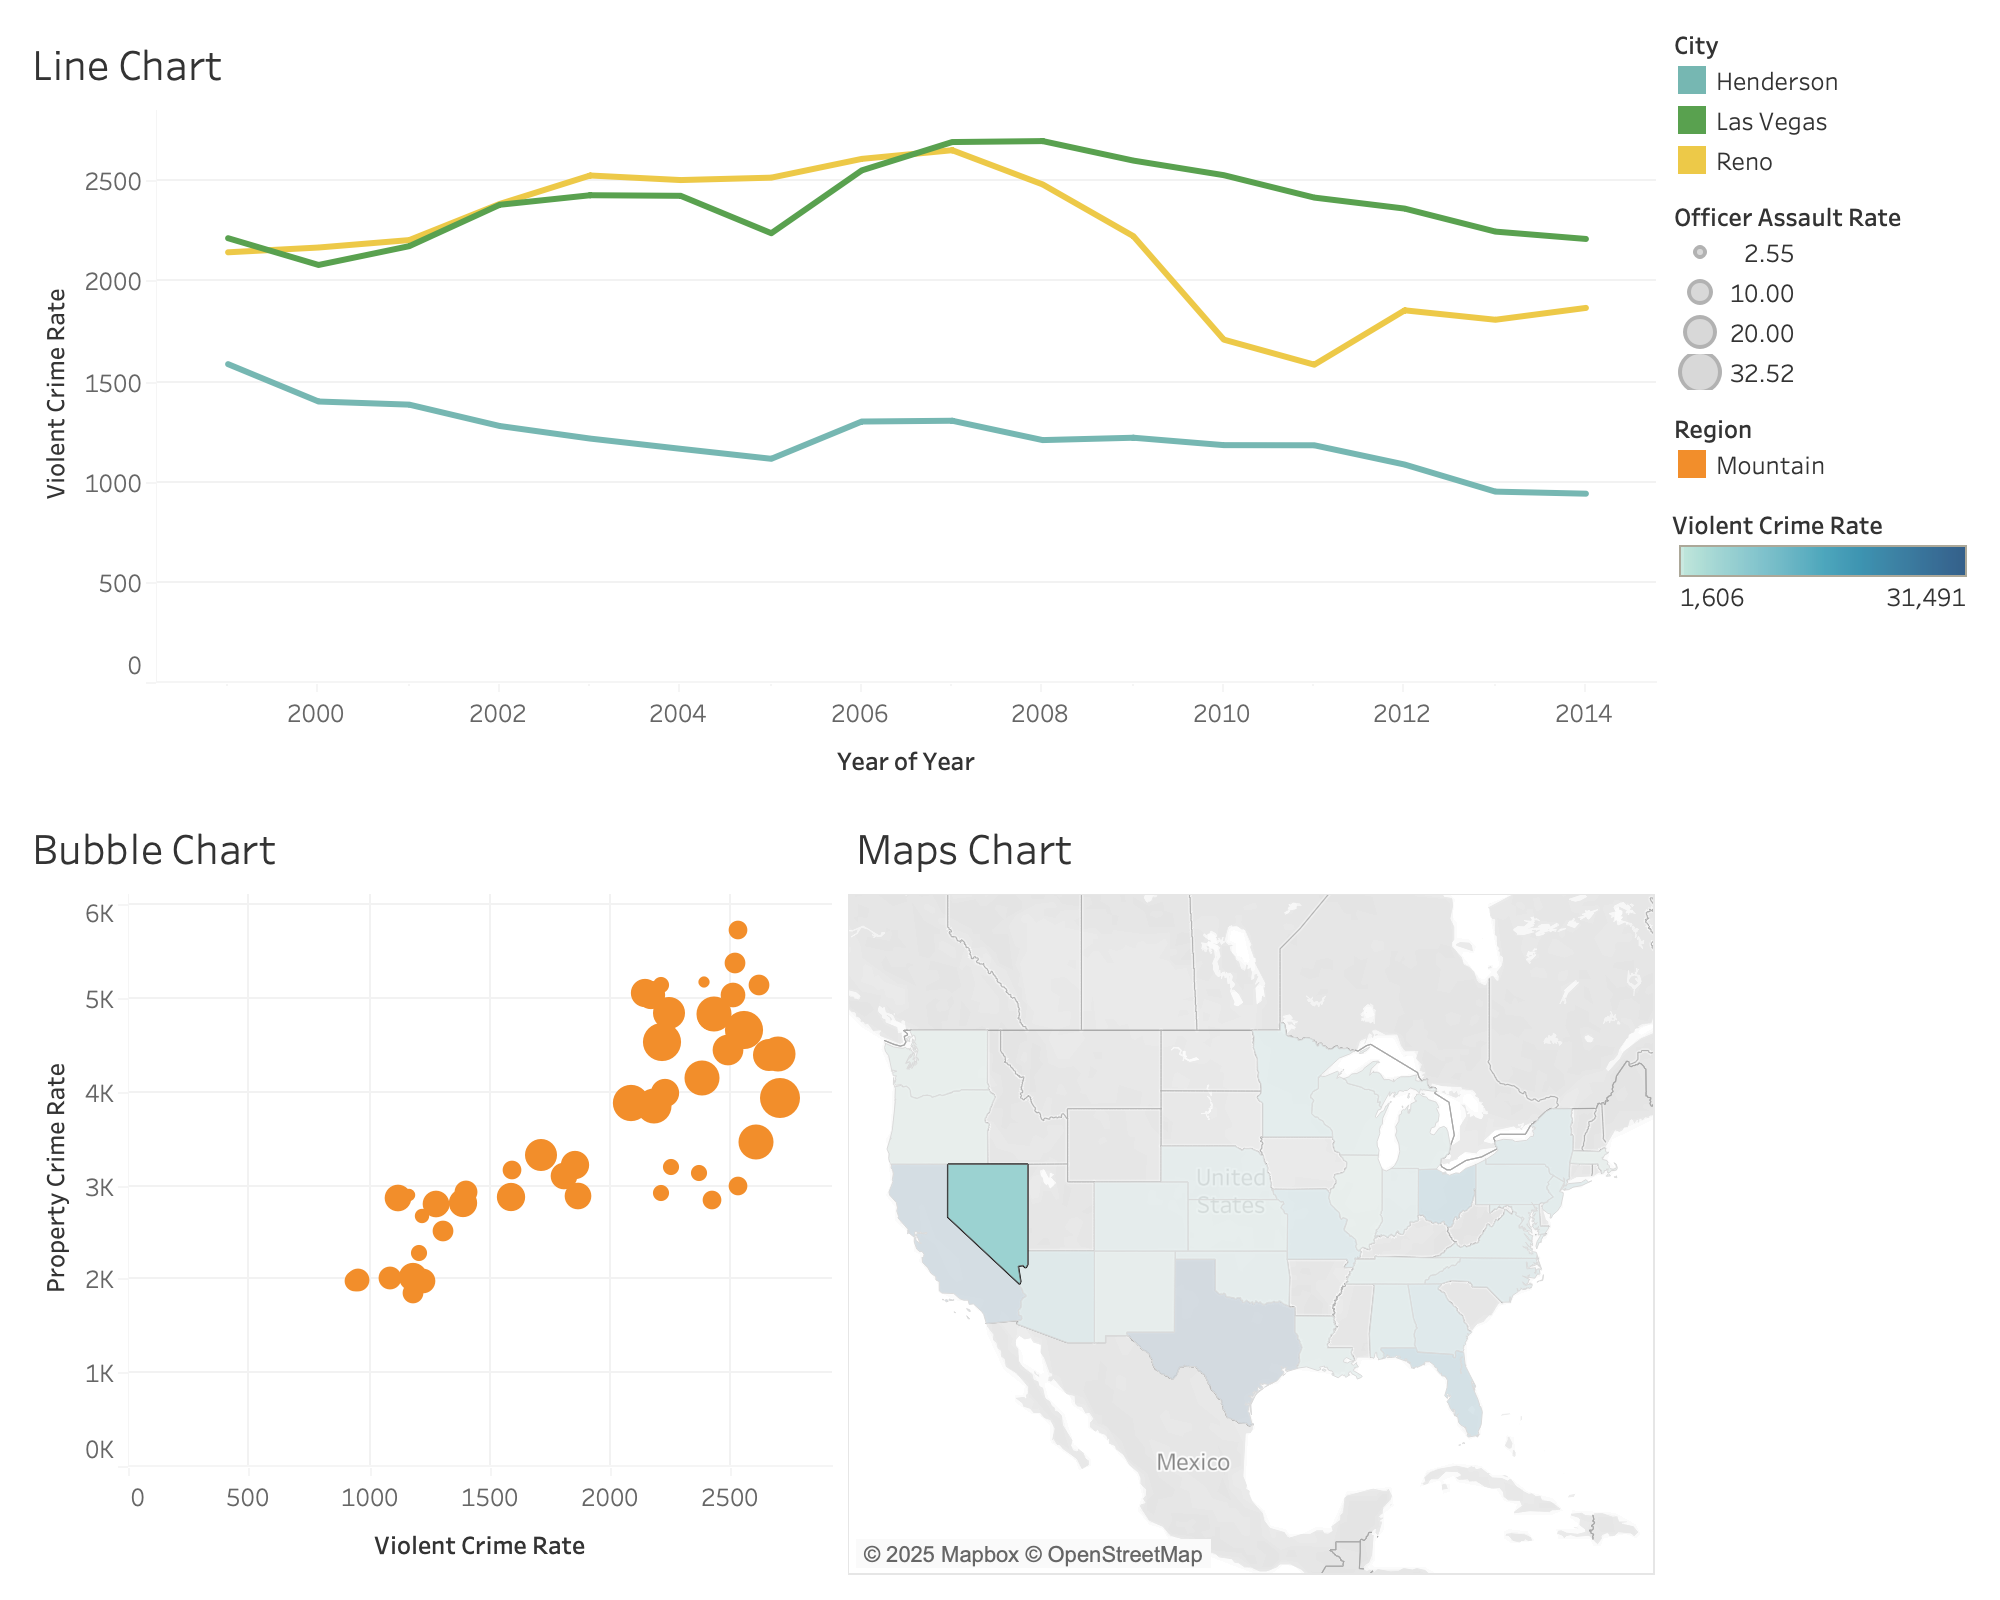 Line Chart
2500
2000
1500
1000
500
0
Violent Crime Rate
2000 2002 2004 2006 2008 2010 2012 2014
Year of Year
City
Henderson
Las Vegas
Reno
Officer Assault Rate
2.55
10.00
20.00
32.52
Region
Mountain
Violent Crime Rate
1,606 31,491
Bubble Chart
6K
5K
4K
3K
2K
1K
0K
Property Crime Rate
0 500 1000 1500 2000 2500
Violent Crime Rate
Maps Chart
United
States
Mexico
© 2025 Mapbox © OpenStreetMap